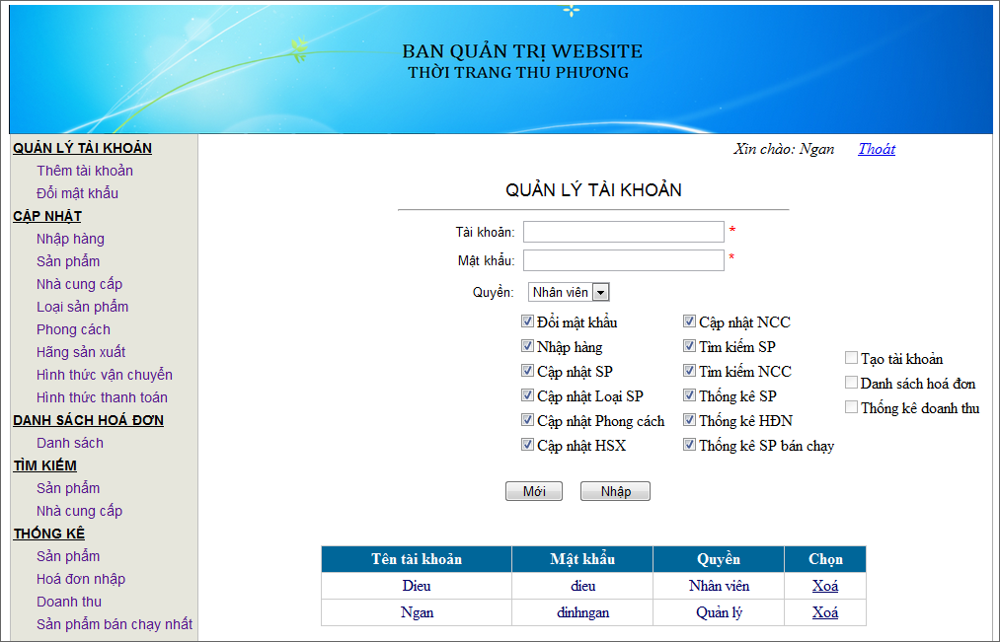 BAN QUẢN TRỊ WEBSITE
THỜI TRANG THU PHƯƠNG
Xin chào: Ngan Thoát
QUẢN LÝ TÀI KHOẢN
Thêm tài khoản
Đổi mật khẩu
CẬP NHẬT
Nhập hàng
Sản phẩm
Nhà cung cấp
Loại sản phẩm
Phong cách
Hãng sản xuất
Hình thức vận chuyển
Hình thức thanh toán
DANH SÁCH HOÁ ĐƠN
Danh sách
TÌM KIẾM
Sản phẩm
Nhà cung cấp
THỐNG KÊ
Sản phẩm
Hoá đơn nhập
Doanh thu
Sản phẩm bán chạy nhất
QUẢN LÝ TÀI KHOẢN
Tài khoản: *
Mật khẩu: *
Quyền: Nhân viên
Đổi mật khẩu
Nhập hàng
Cập nhật SP
Cập nhật Loại SP
Cập nhật Phong cách
Cập nhật HSX
Cập nhật NCC
Tìm kiếm SP
Tìm kiếm NCC
Thống kê SP
Thống kê HĐN
Thống kê SP bán chạy
Tạo tài khoản
Danh sách hoá đơn
Thống kê doanh thu
Mới Nhập
Tên tài khoản Mật khẩu Quyền Chọn
Dieu dieu Nhân viên Xoá
Ngan dinhngan Quản lý Xoá